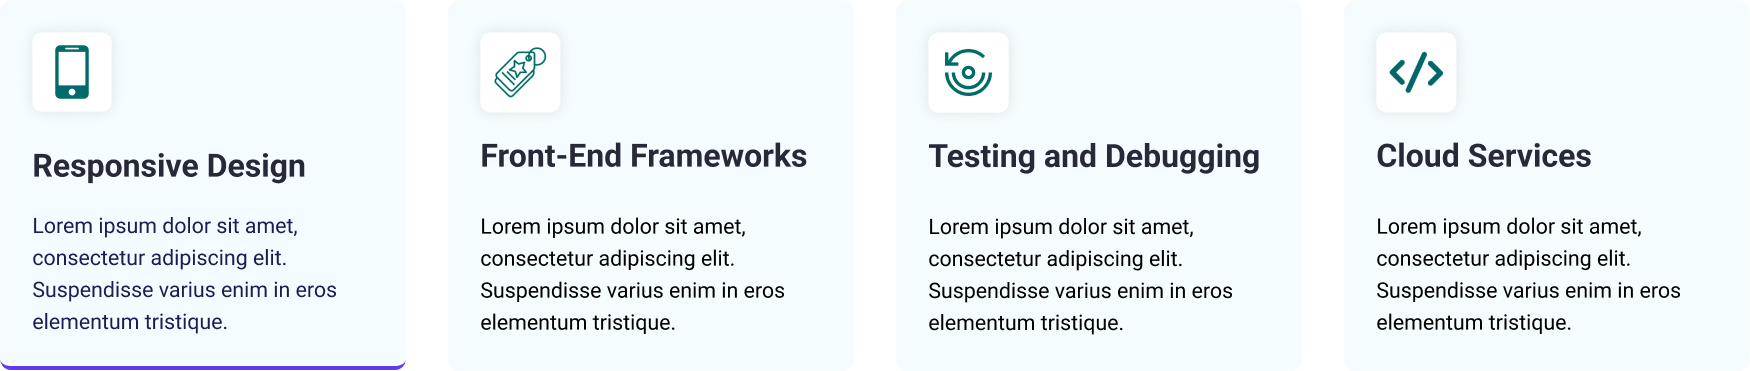 Responsive Design
Lorem ipsum dolor sit amet,
consectetur adipiscing elit.
Suspendisse varius enim in eros
elementum tristique.
Front-End Frameworks
Lorem ipsum dolor sit amet,
consectetur adipiscing elit.
Suspendisse varius enim in eros
elementum tristique.
Testing and Debugging
Lorem ipsum dolor sit amet,
consectetur adipiscing elit.
Suspendisse varius enim in eros
elementum tristique.
Cloud Services
Lorem ipsum dolor sit amet,
consectetur adipiscing elit.
Suspendisse varius enim in eros
elementum tristique.